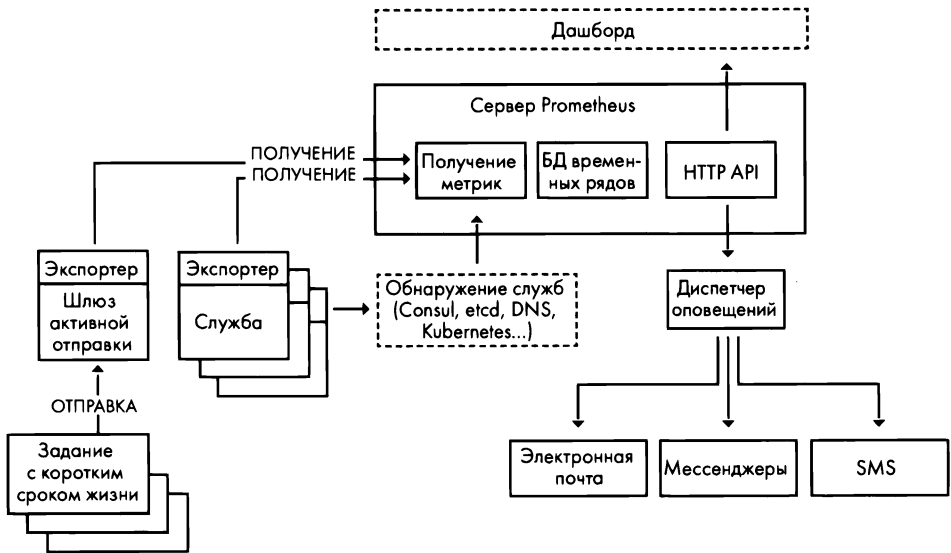 Дашборд
Сервер Prometheus
ПОЛУЧЕНИЕ
ПОЛУЧЕНИЕ
Получение
метрик
БД времен-
ных рядов
HTTP API
Экспортер
Шлюз
активной
отправки
Экспортер
Служба
Обнаружение служб
(Consul, etcd, DNS,
Kubernetes...)
Диспетчер
оповещений
ОТПРАВКА
Задание
с коротким
сроком жизни
Электронная
почта
Мессенджеры
SMS